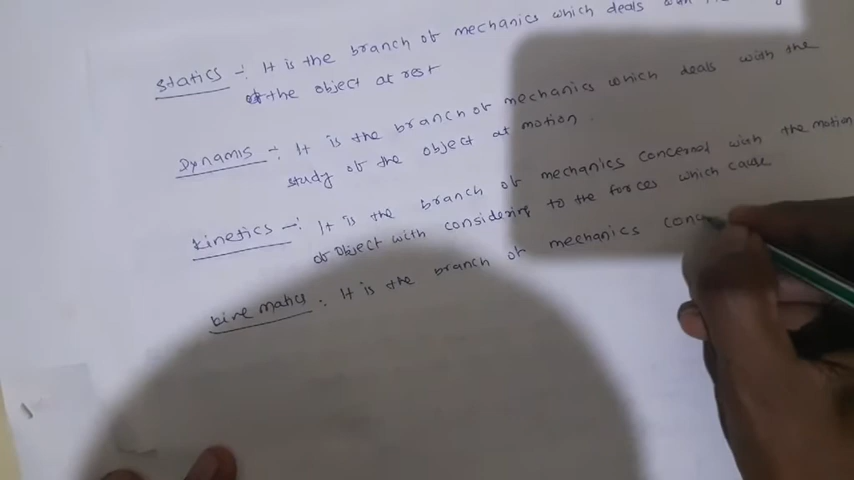 Statics -: It is the branch of mechanics which deals with
of the object at rest
Dynamis -: It is the branch of mechanics which deals with the
study of the object at motion.
Kinetics -: It is the branch of mechanics concerned with the motion
of object with considering to the forces which cause
kinematics : It is the branch of mechanics conc